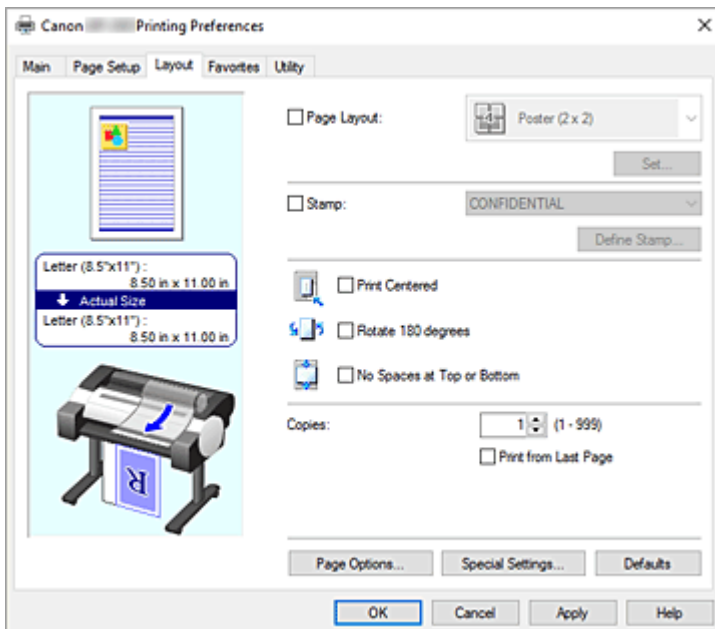 Canon Printing Preferences
Main Page Setup Layout Favorites Utility
Page Layout: Poster (2 x 2)
Set...
Stamp: CONFIDENTIAL
Define Stamp...
Letter (8.5"x11") :
8.50 in x 11.00 in
Actual Size
Letter (8.5"x11") :
8.50 in x 11.00 in
Print Centered
Rotate 180 degrees
No Spaces at Top or Bottom
Copies: 1 (1 - 999)
Print from Last Page
R
Page Options... Special Settings... Defaults
OK Cancel Apply Help